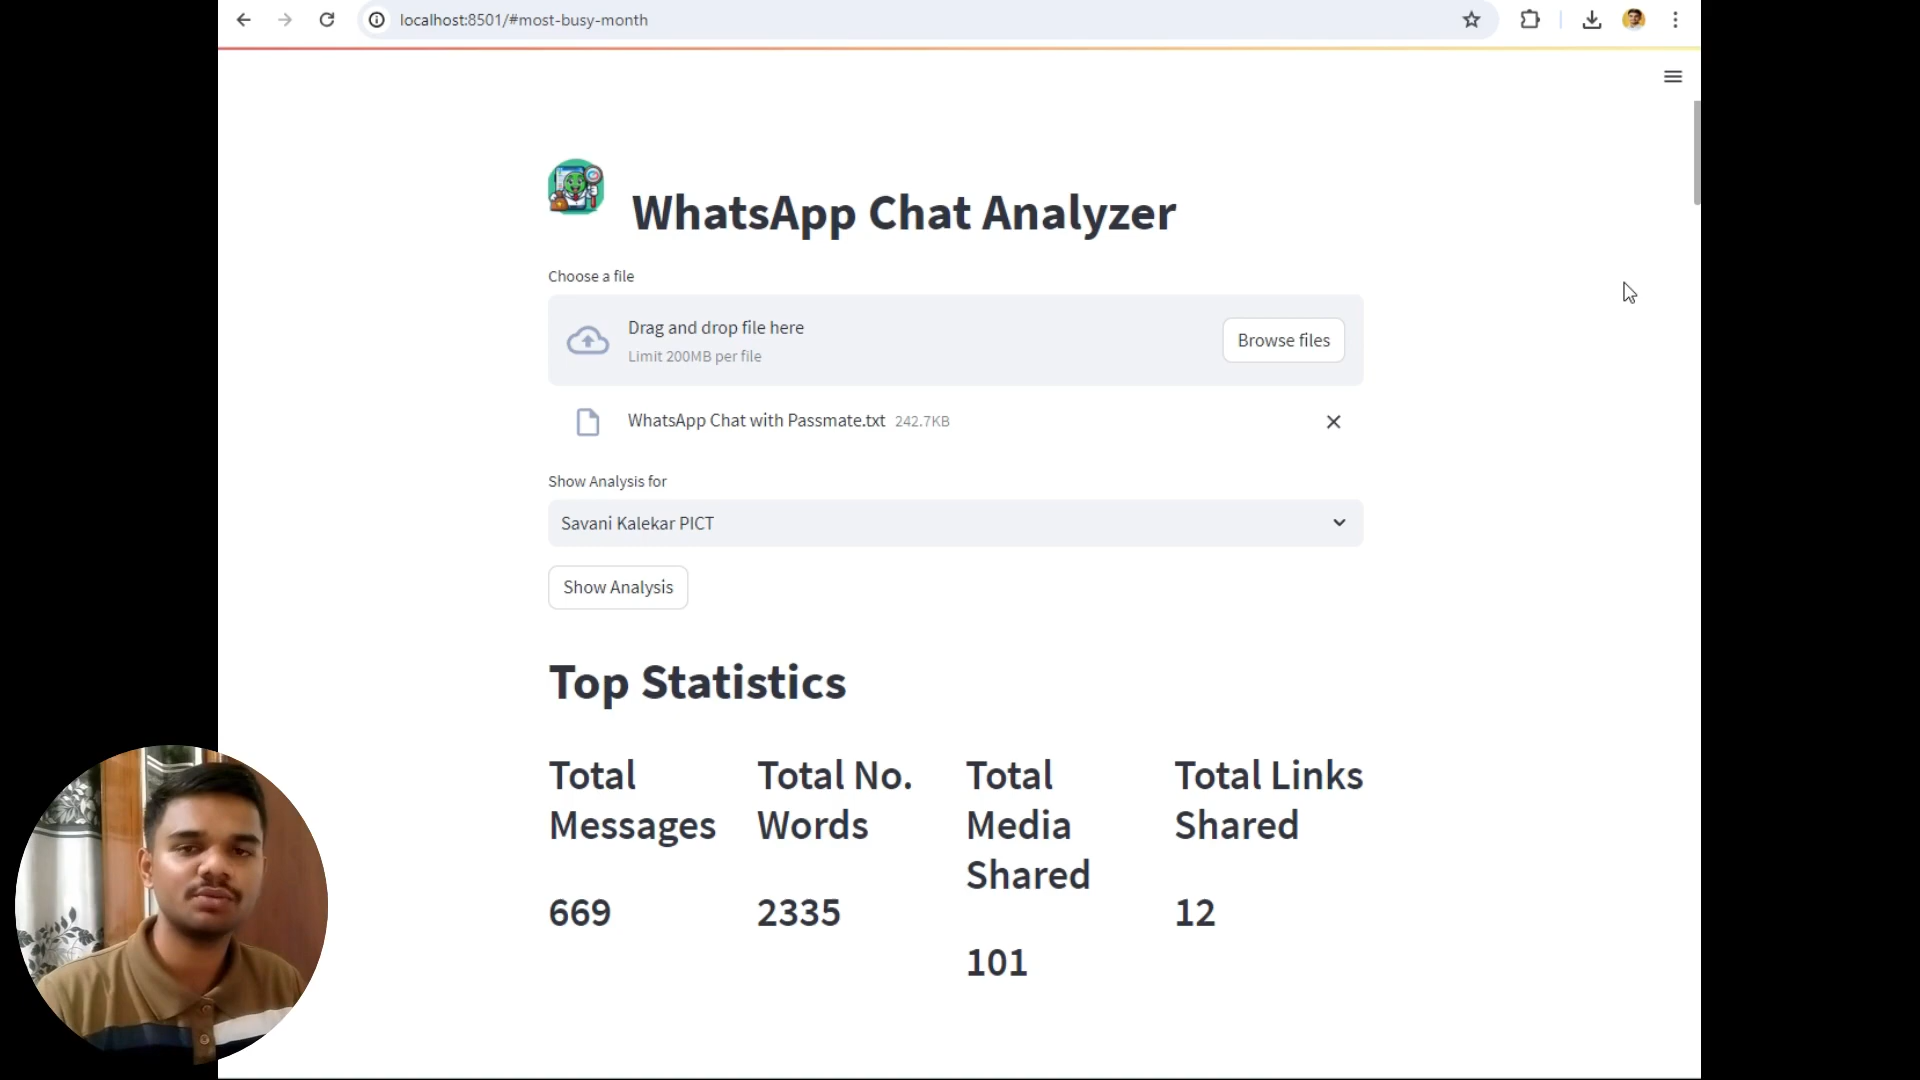 localhost:8501/#most-busy-month
WhatsApp Chat Analyzer
Choose a file
Drag and drop file here
Limit 200MB per file
Browse files
WhatsApp Chat with Passmate.txt 242.7KB
Show Analysis for
Savani Kalekar PICT
Show Analysis
Top Statistics
Total
Messages
669
Total No.
Words
2335
Total
Media
Shared
101
Total Links
Shared
12